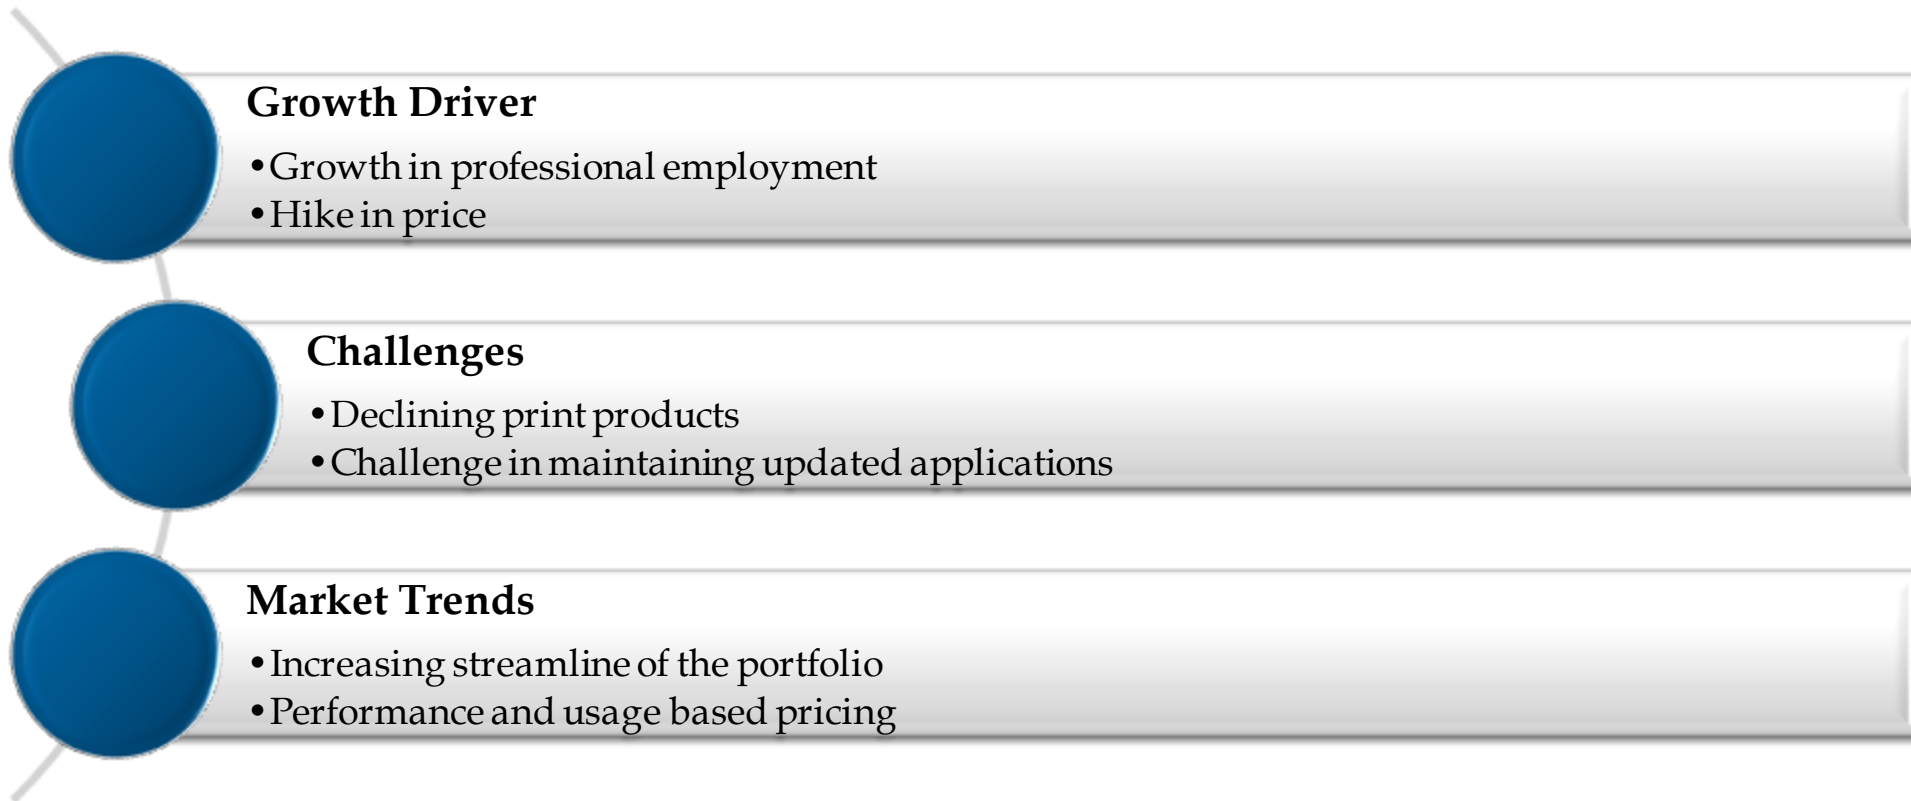 Growth Driver
•Growth in professional employment
•Hike in price
Challenges
•Declining print products
•Challenge in maintaining updated applications
Market Trends
•Increasing streamline of the portfolio
•Performance and usage based pricing